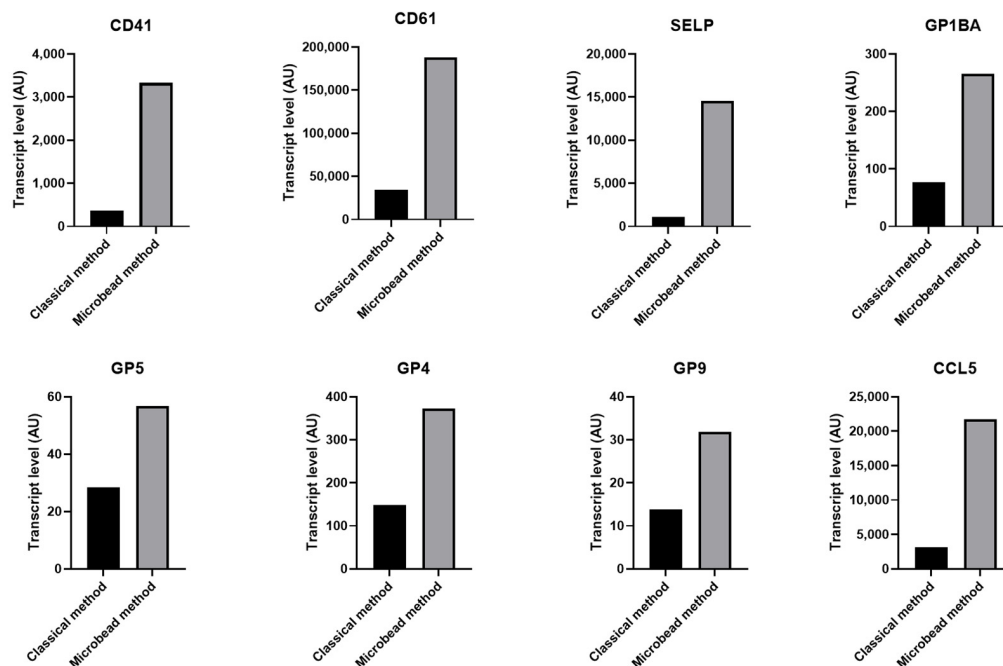 CD41
Transcript level (AU)
4,000
3,000
2,000
1,000
0
Classical method
Microbead method
CD61
Transcript level (AU)
200,000
150,000
100,000
50,000
0
Classical method
Microbead method
SELP
Transcript level (AU)
20,000
15,000
10,000
5,000
0
Classical method
Microbead method
GP1BA
Transcript level (AU)
300
200
100
0
Classical method
Microbead method
GP5
Transcript level (AU)
60
40
20
0
Classical method
Microbead method
GP4
Transcript level (AU)
400
300
200
100
0
Classical method
Microbead method
GP9
Transcript level (AU)
40
30
20
10
0
Classical method
Microbead method
CCL5
Transcript level (AU)
25,000
20,000
15,000
10,000
5,000
0
Classical method
Microbead method